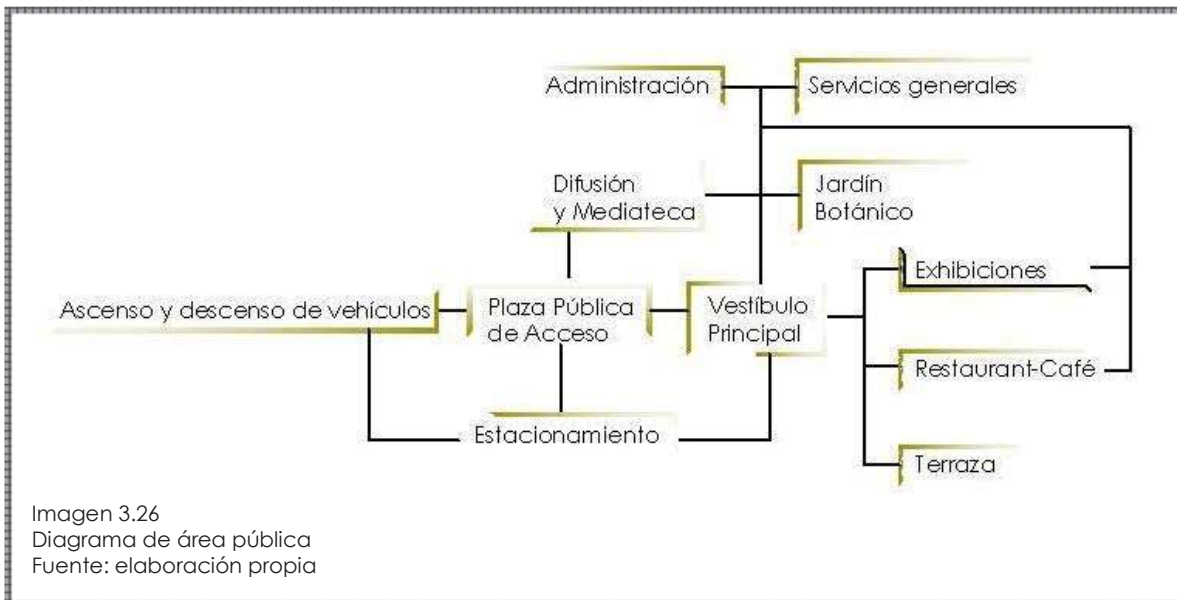 Administración
Servicios generales
Difusión
y Mediateca
Jardín
Botánico
Exhibiciones
Ascenso y descenso de vehículos
Plaza Pública
de Acceso
Vestíbulo
Principal
Restaurant-Café
Estacionamiento
Terraza
Imagen 3.26
Diagrama de área pública
Fuente: elaboración propia